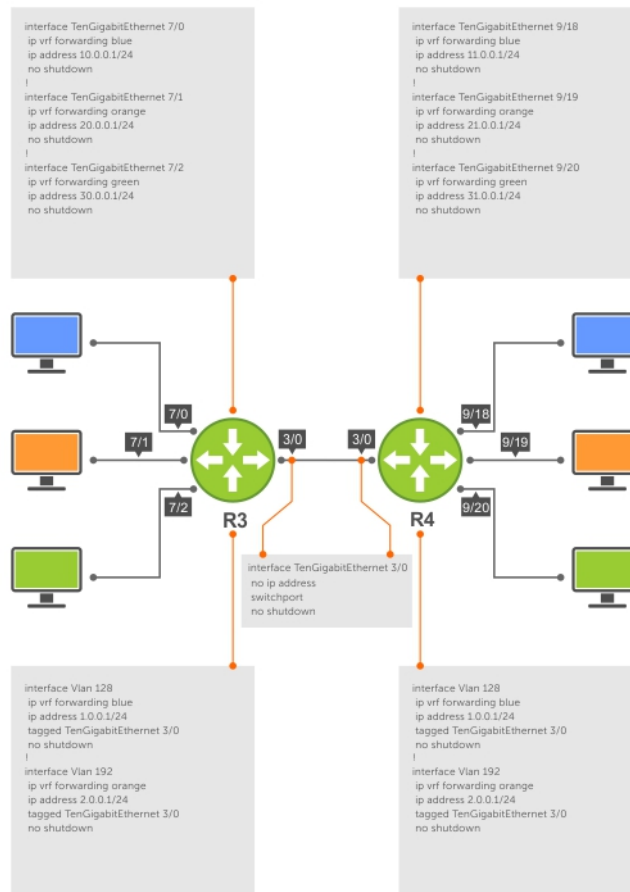 interface TenGigabitEthernet 7/0
ip vrf forwarding blue
ip address 10.0.0.1/24
no shutdown
!
interface TenGigabitEthernet 7/1
ip vrf forwarding orange
ip address 20.0.0.1/24
no shutdown
!
interface TenGigabitEthernet 7/2
ip vrf forwarding green
ip address 30.0.0.1/24
no shutdown
interface TenGigabitEthernet 9/18
ip vrf forwarding blue
ip address 11.0.0.1/24
no shutdown
!
interface TenGigabitEthernet 9/19
ip vrf forwarding orange
ip address 21.0.0.1/24
no shutdown
!
interface TenGigabitEthernet 9/20
ip vrf forwarding green
ip address 31.0.0.1/24
no shutdown
7/0
7/1
7/2
3/0
3/0
9/18
9/19
9/20
R3
R4
interface TenGigabitEthernet 3/0
no ip address
switchport
no shutdown
interface Vlan 128
ip vrf forwarding blue
ip address 1.0.0.1/24
tagged TenGigabitEthernet 3/0
no shutdown
!
interface Vlan 192
ip vrf forwarding orange
ip address 2.0.0.1/24
tagged TenGigabitEthernet 3/0
no shutdown
interface Vlan 128
ip vrf forwarding blue
ip address 1.0.0.1/24
tagged TenGigabitEthernet 3/0
no shutdown
!
interface Vlan 192
ip vrf forwarding orange
ip address 2.0.0.1/24
tagged TenGigabitEthernet 3/0
no shutdown